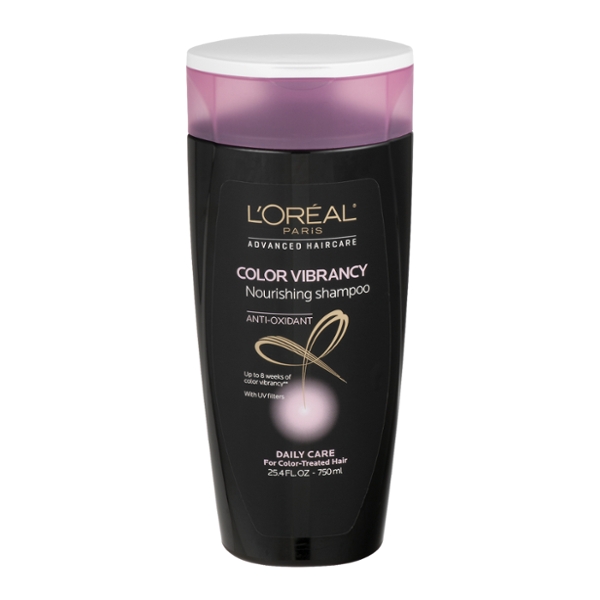 L'ORÉAL®
PARIS
ADVANCED HAIRCARE
COLOR VIBRANCY
Nourishing shampoo
ANTI-OXIDANT
Up to 8 weeks of
color vibrancy**
With UV filters
DAILY CARE
For Color-Treated Hair
25.4 FL. OZ - 750 ml